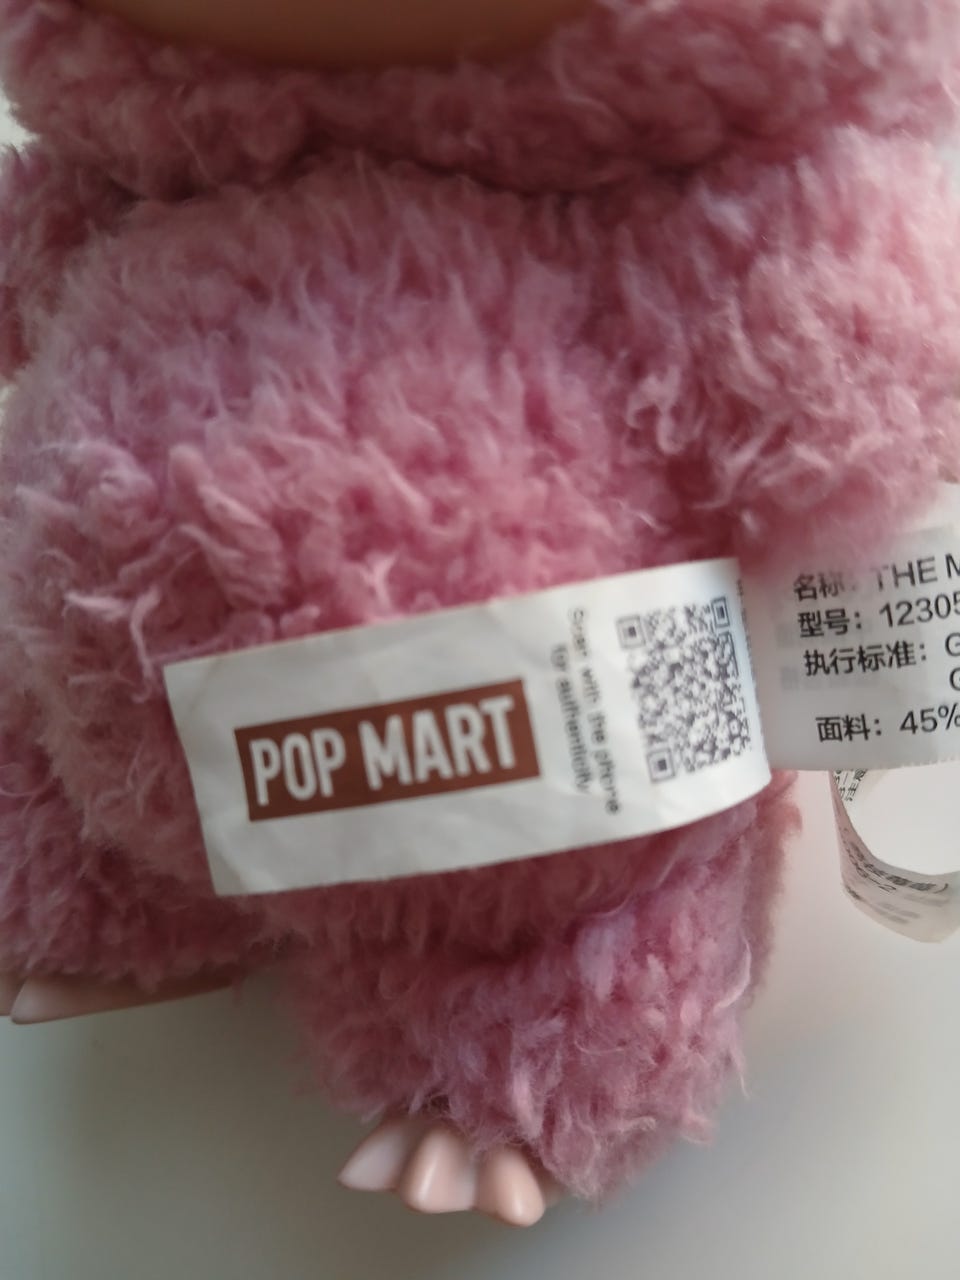 POP MART
Scan with the phone
for authenticity
名称：THE M
型号：12305
执行标准：G
G
面料：45%